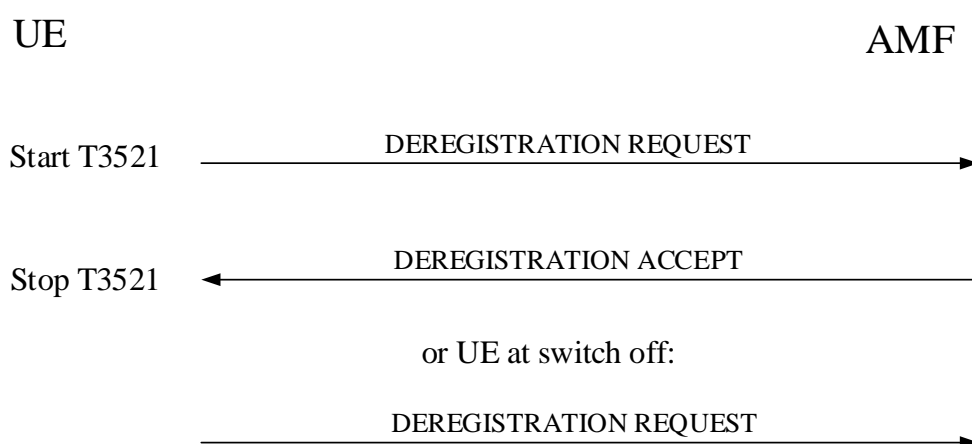 UE
AMF
Start T3521
DEREGISTRATION REQUEST
Stop T3521
DEREGISTRATION ACCEPT
or UE at switch off:
DEREGISTRATION REQUEST